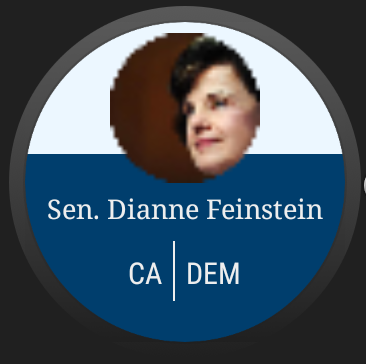 Sen. Dianne Feinstein
CA | DEM